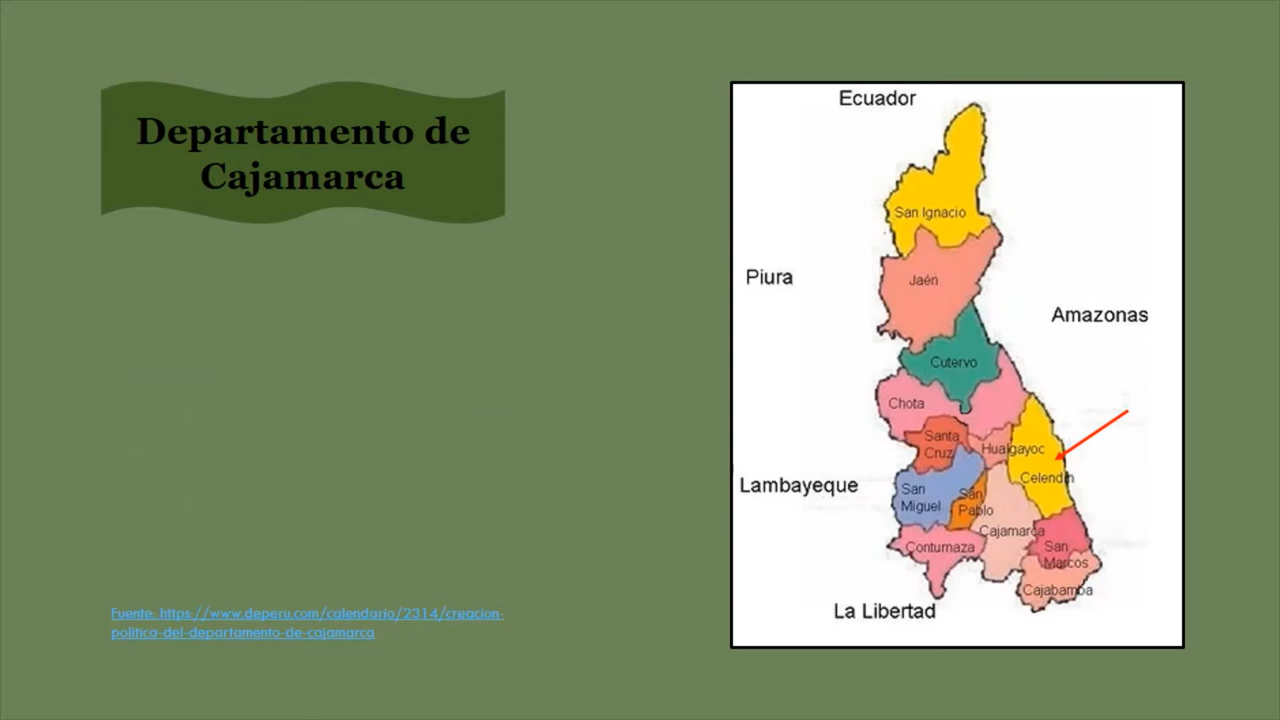 Departamento de
Cajamarca
Fuente: https://www.deperu.com/calendario/2314/creacion-
politica-del-departamento-de-cajamarca
Ecuador
San Ignacio
Piura
Jaén
Amazonas
Cutervo
Chota
Santa
Cruz
Hualgayoc
Celendin
Lambayeque
San
Miguel
San
Pablo
Cajamarca
Contumaza
San
Marcos
Cajabamba
La Libertad